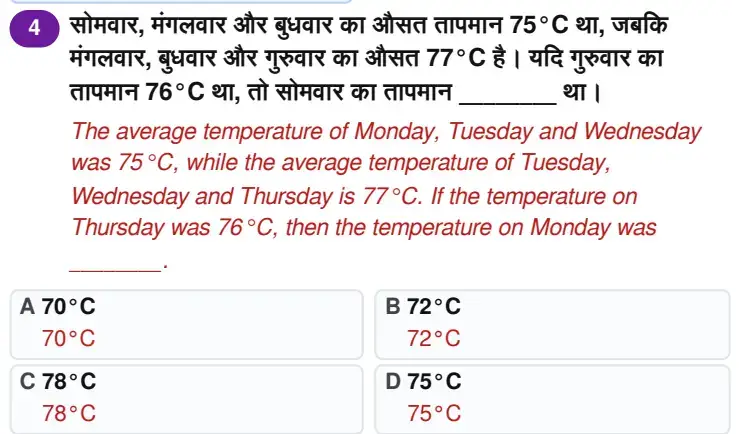 4 सोमवार, मंगलवार और बुधवार का औसत तापमान 75°C था, जबकि
मंगलवार, बुधवार और गुरुवार का औसत 77°C है। यदि गुरुवार का
तापमान 76°C था, तो सोमवार का तापमान ________ था।
The average temperature of Monday, Tuesday and Wednesday
was 75°C, while the average temperature of Tuesday,
Wednesday and Thursday is 77°C. If the temperature on
Thursday was 76°C, then the temperature on Monday was
________.
A 70°C
70°C
B 72°C
72°C
C 78°C
78°C
D 75°C
75°C